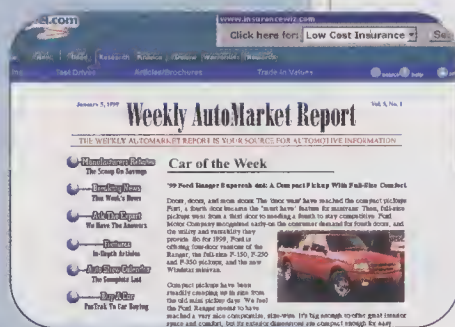 el.com
www.insurancewiz.com
Click here for: Low Cost Insurance
Research Finance
Test Drives Articles/Brochures Trade In Values search help
January 5, 1999
Vol. 5, No. 1
Weekly AutoMarket Report
THE WEEKLY AUTOMARKET REPORT IS YOUR SOURCE FOR AUTOMOTIVE INFORMATION
Manufacturers Rebates
The Scoop On Savings
Breaking News
This Week's News
Ask The Expert
We Have The Answers
Features
In-Depth Articles
Auto Show Calendar
The Complete List
Buy A Car
FasTrak To Car Buying
Car of the Week
'99 Ford Ranger Supercab 4x4: A Compact Pickup With Full-Size Comfort
Doors, doors, and more doors. The 'door wars' have reached the compact pickups.
First, a fourth door became the "must have" feature for minivans. Then, full-size
pickups went from a third door to needing a fourth to stay competitive. Ford
Motor Company recognized early-on the consumer demand for fourth doors, and
the utility and versatility they
provide. So for 1999, Ford is
offering four-door versions of the
Ranger, the full-size F-150, F-250
and F-350 pickups, and the new
Windstar minivan.
Compact pickups have been
steadily creeping up in size from
the old mini pickup days. We feel
the Ford Ranger seems to have
reached a very nice compromise, size-wise. It's big enough to offer great interior
space and comfort, but its exterior dimensions are compact enough for easy